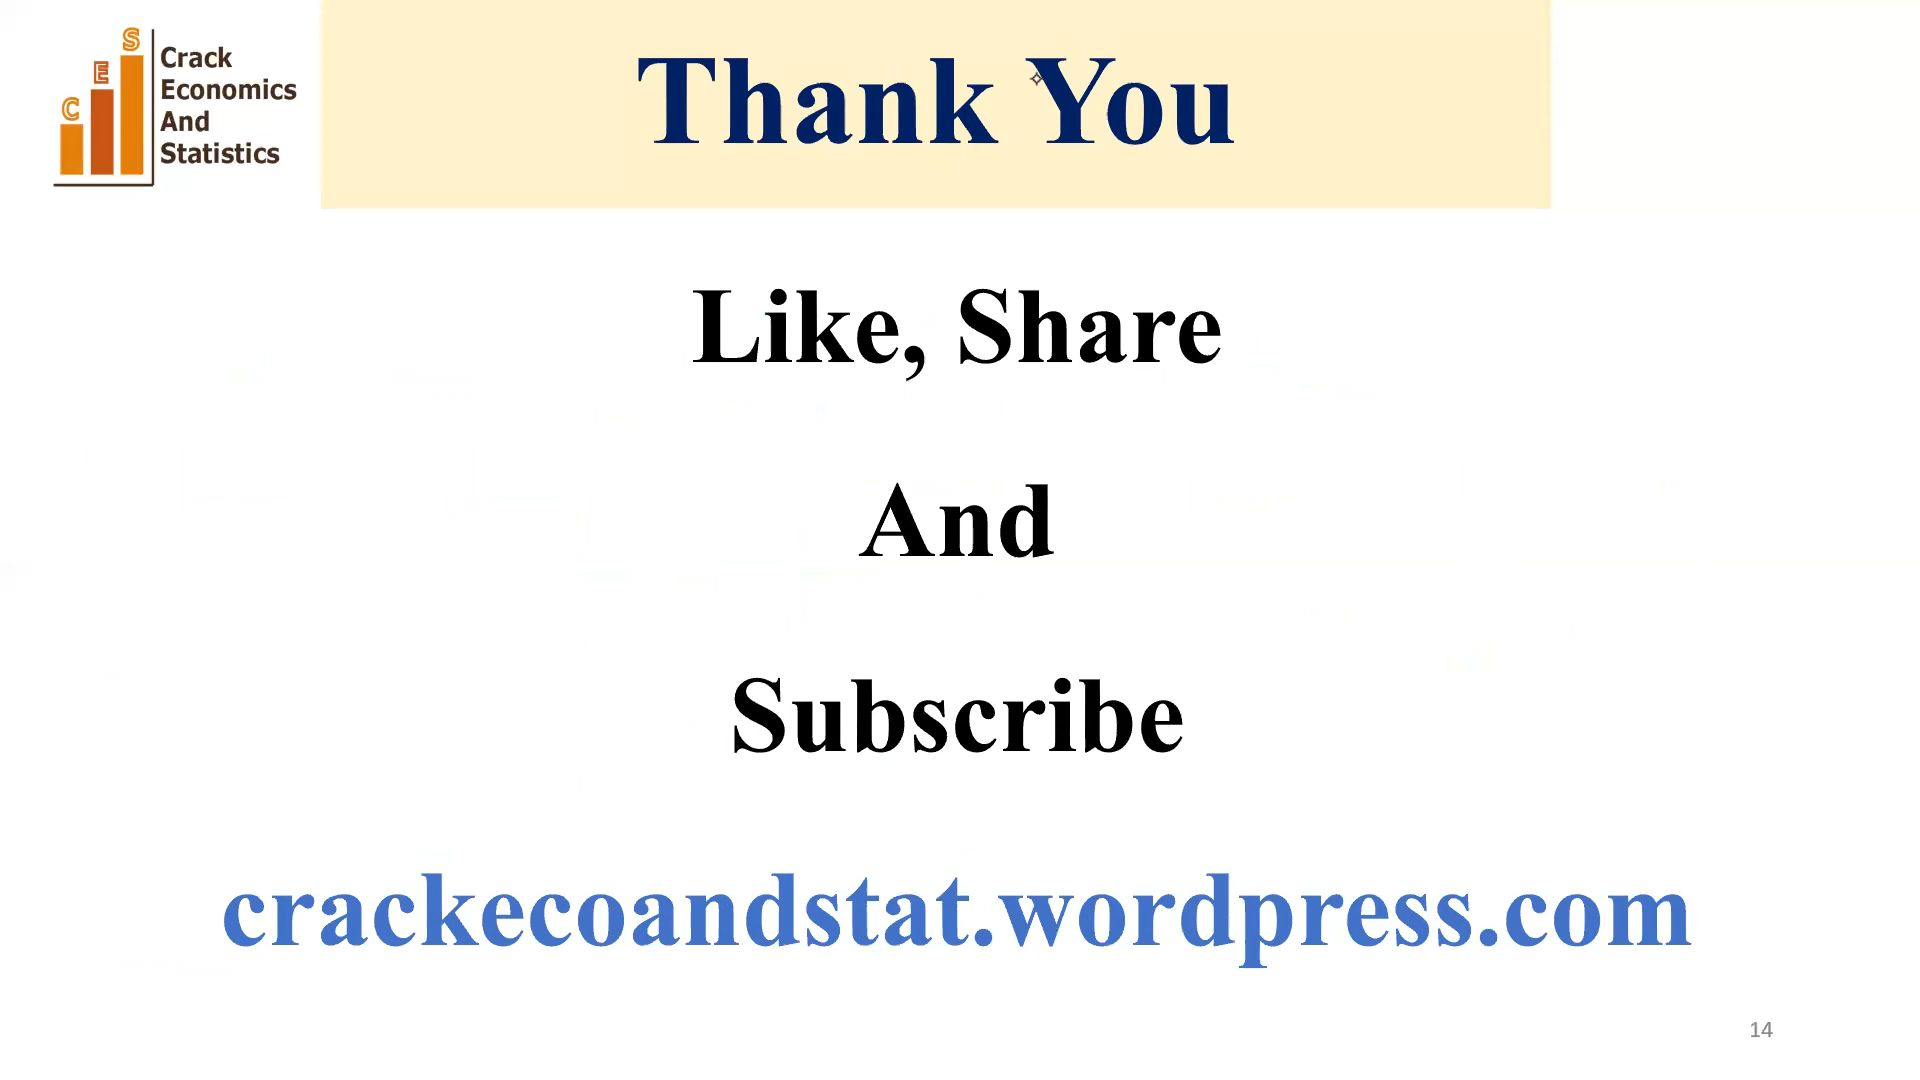 S
E
C
Crack
Economics
And
Statistics
Thank You
Like, Share
And
Subscribe
crackecoandstat.wordpress.com
14